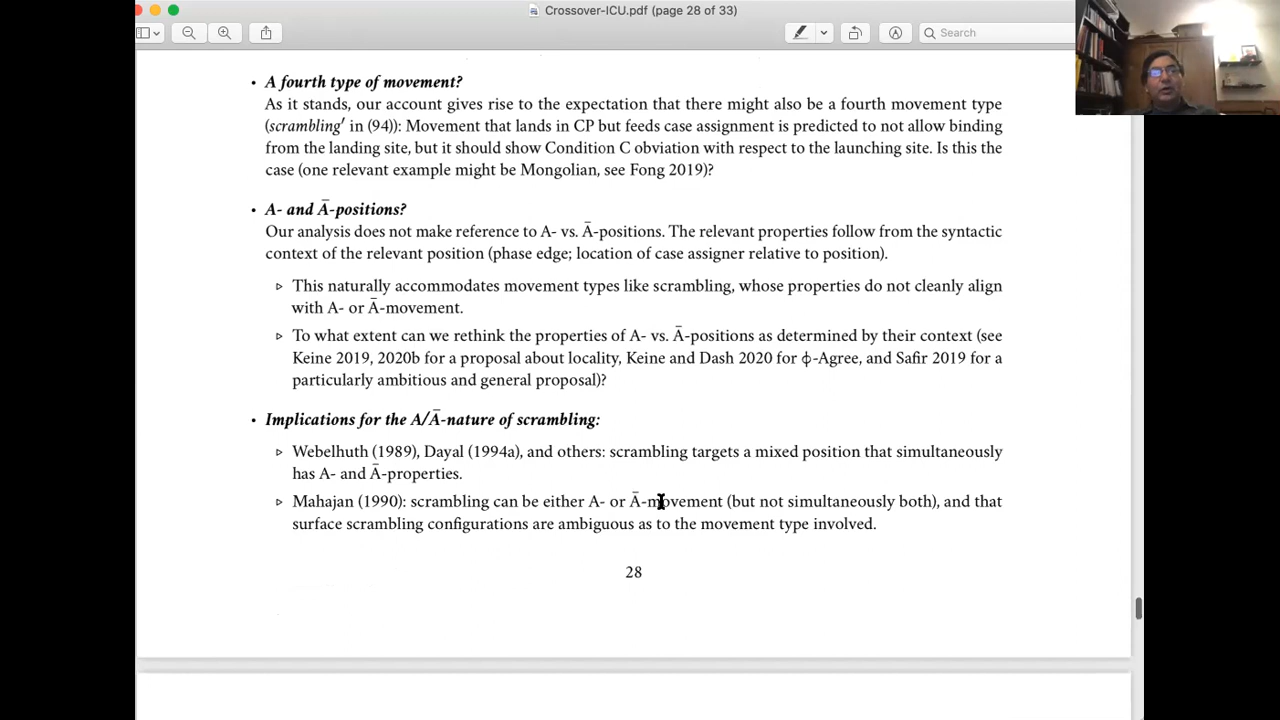 Crossover-ICU.pdf (page 28 of 33)
Search
• A fourth type of movement?
As it stands, our account gives rise to the expectation that there might also be a fourth movement type
(scrambling′ in (94)): Movement that lands in CP but feeds case assignment is predicted to not allow binding
from the landing site, but it should show Condition C obviation with respect to the launching site. Is this the
case (one relevant example might be Mongolian, see Fong 2019)?
• A- and Ā-positions?
Our analysis does not make reference to A- vs. Ā-positions. The relevant properties follow from the syntactic
context of the relevant position (phase edge; location of case assigner relative to position).
▹ This naturally accommodates movement types like scrambling, whose properties do not cleanly align
with A- or Ā-movement.
▹ To what extent can we rethink the properties of A- vs. Ā-positions as determined by their context (see
Keine 2019, 2020b for a proposal about locality, Keine and Dash 2020 for ϕ-Agree, and Safir 2019 for a
particularly ambitious and general proposal)?
• Implications for the A/Ā-nature of scrambling:
▹ Webelhuth (1989), Dayal (1994a), and others: scrambling targets a mixed position that simultaneously
has A- and Ā-properties.
▹ Mahajan (1990): scrambling can be either A- or Ā-movement (but not simultaneously both), and that
surface scrambling configurations are ambiguous as to the movement type involved.
28